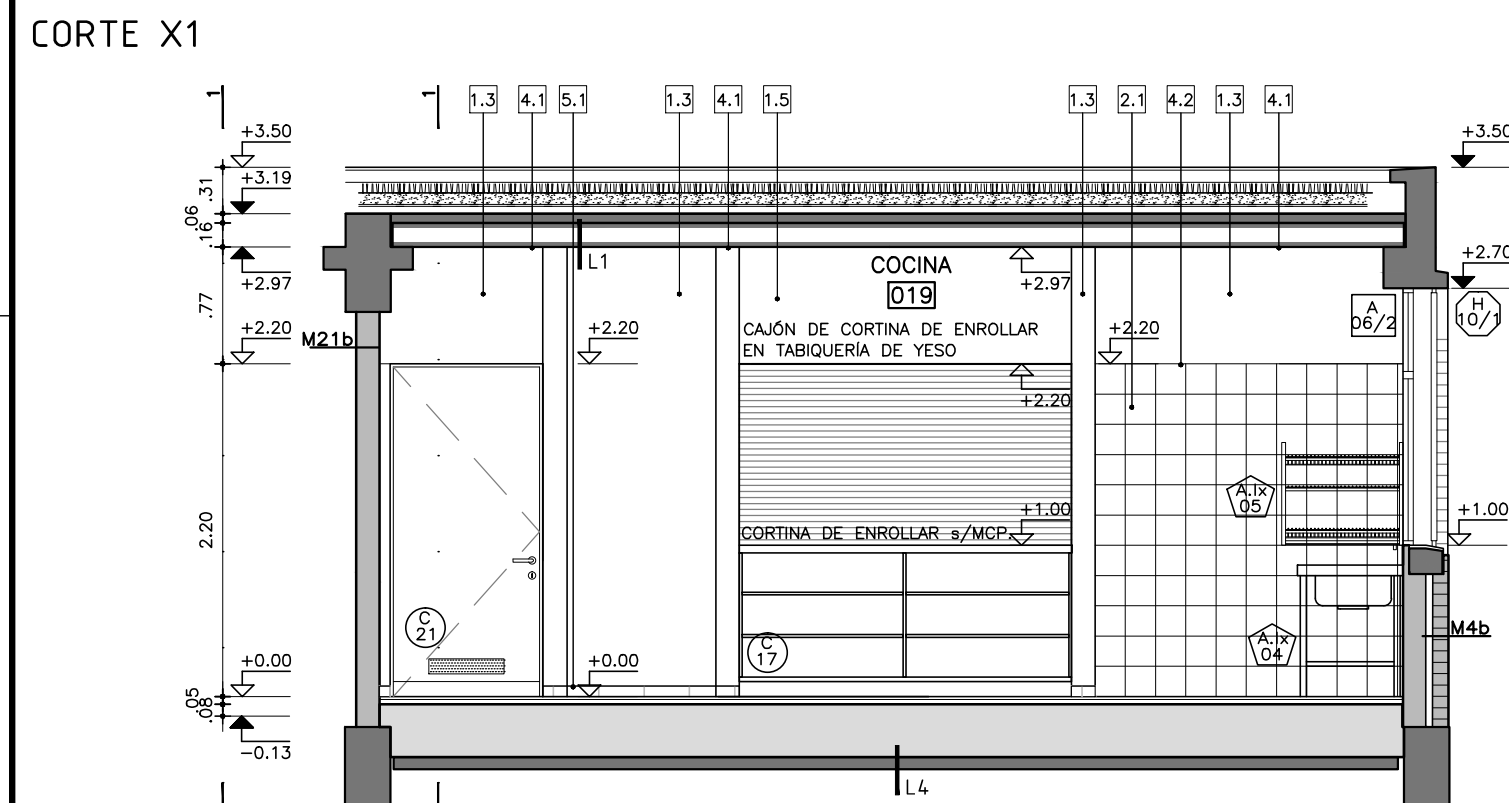 CORTE X1
1 1 1.3 4.1 5.1 1.3 4.1 1.5 1.3 2.1 4.2 1.3 4.1
+3.50 +3.50
+3.19
.31
.06
.16
L1
COCINA
019
+2.97 +2.97 +2.70
.77
CAJÓN DE CORTINA DE ENROLLAR
EN TABIQUERÍA DE YESO
A
06/2
H
10/1
+2.20 +2.20 +2.20
M21b
+2.20
2.20
A.Ix
05
+1.00 +1.00
CORTINA DE ENROLLAR s/MCP
C
21
C
17
A.Ix
04
M4b
+0.00 +0.00
.05
.08
-0.13
L4